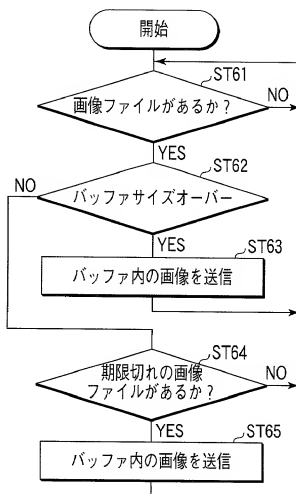 開始
ST61
画像ファイルがあるか？
NO
YES
ST62
NO
バッファサイズオーバー
YES
ST63
バッファ内の画像を送信
ST64
期限切れの画像
ファイルがあるか？
NO
YES
ST65
バッファ内の画像を送信